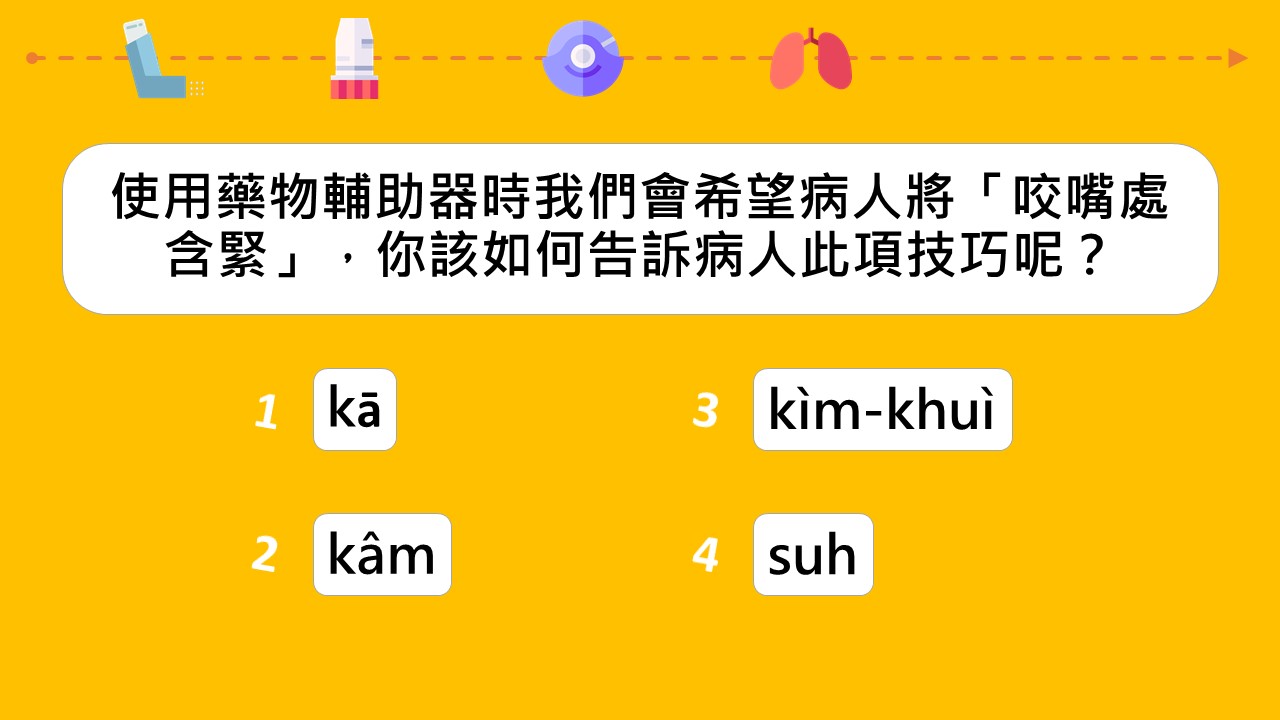 使用藥物輔助器時我們會希望病人將「咬嘴處
含緊」，你該如何告訴病人此項技巧呢？
1 kā
2 kâm
3 kìm-khuì
4 suh